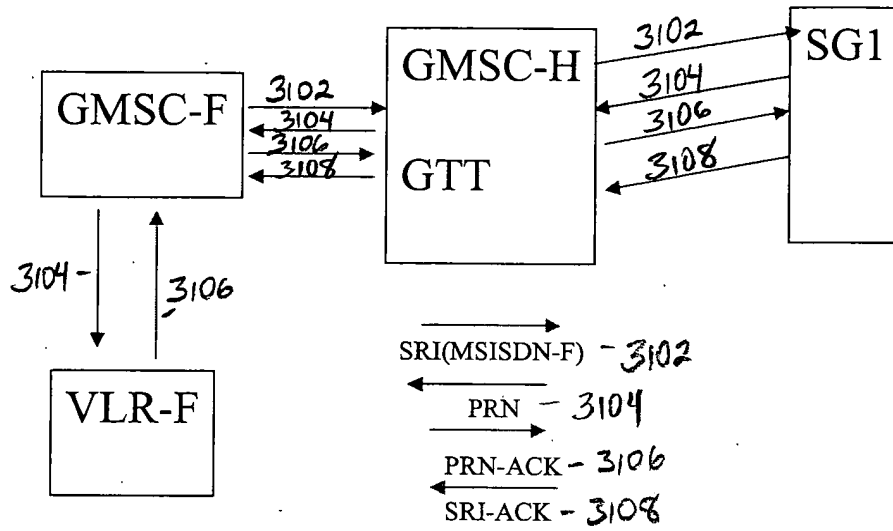 3102
SG1
GMSC-H
3104
GMSC-F
3102
3104
3106
3106
3108
GTT
3108
3104 -
3106
SRI(MSISDN-F) - 3102
VLR-F
PRN - 3104
PRN-ACK - 3106
SRI-ACK - 3108